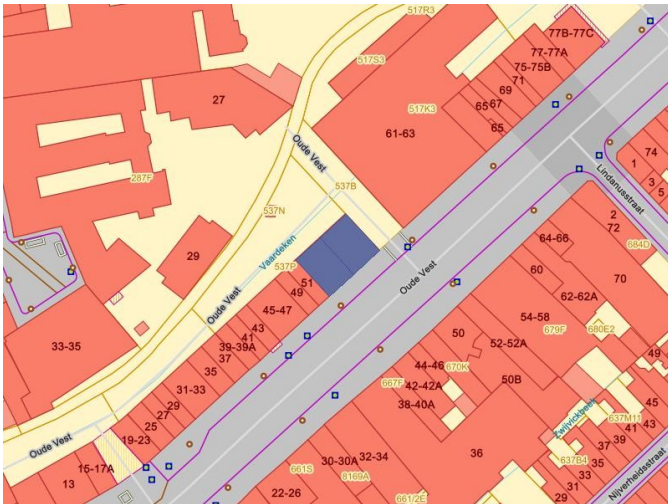 517R3
77B-77C
77-77A
75-75B
71
69
67
65
65
517S3
517K3
61-63
27
Oude Vest
537B
287F
537N
Vaardeken
537P
29
Oude Vest
51
49
45-47
43
41
39-39A
37
35
31-33
29
27
25
19-23
33-35
Oude Vest
15-17A
13
Oude Vest
Lindanusstraat
74
1
3
5
2
72
684D
64-66
60
70
62-62A
54-58
679F
680E2
50
52-52A
670K
44-46
667F
42-42A
38-40A
50B
49
45
Zwijvickbeek
637M11
43
41
39
37
36
637B4
35
33
31
29
Nijverheidsstraat
32-34
30-30A
661S
8169A
22-26
661/2E